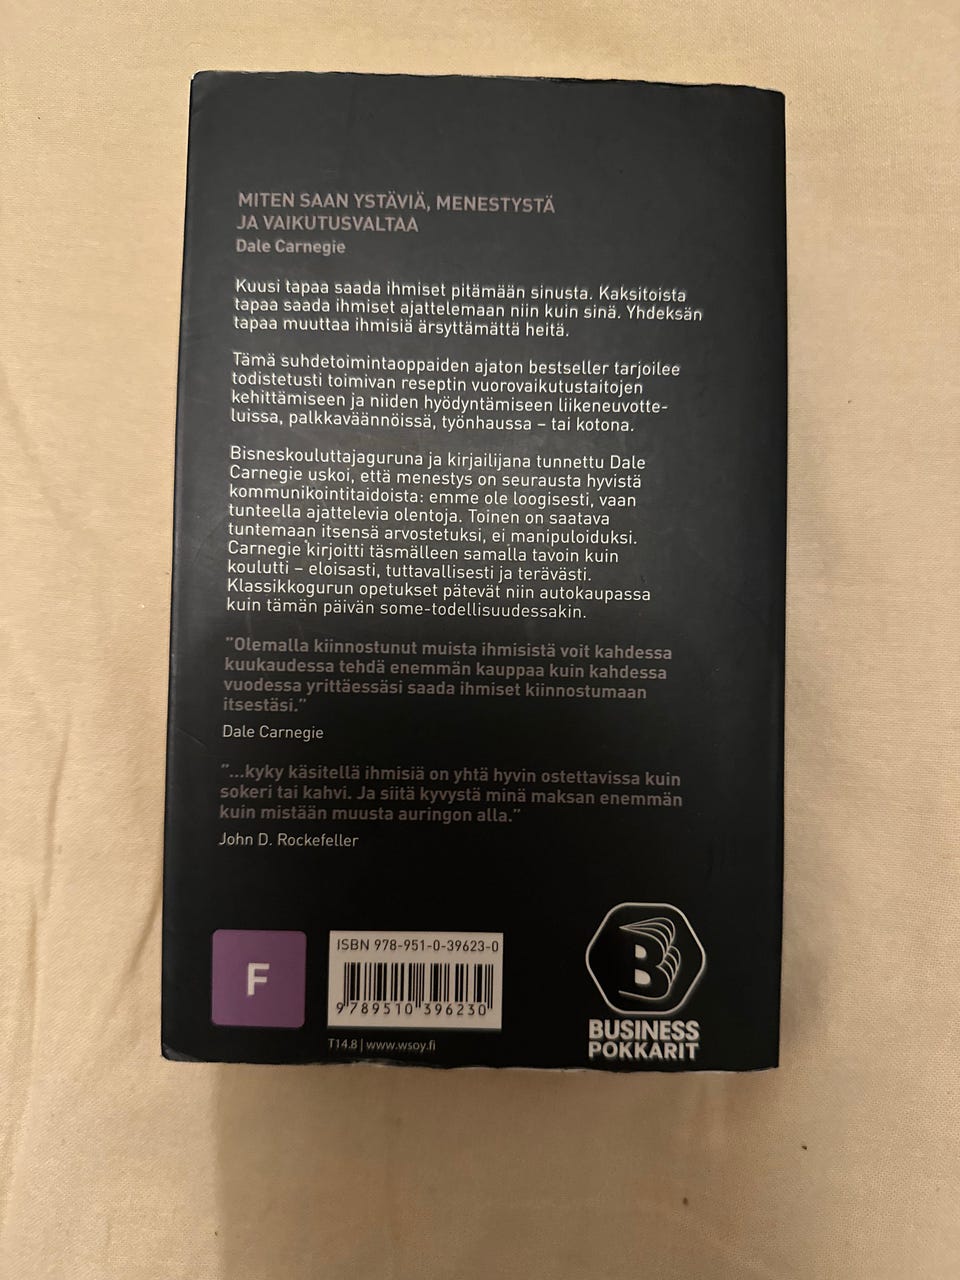 MITEN SAAN YSTÄVIÄ, MENESTYSTÄ
JA VAIKUTUSVALTAA
Dale Carnegie
Kuusi tapaa saada ihmiset pitämään sinusta. Kaksitoista
tapaa saada ihmiset ajattelemaan niin kuin sinä. Yhdeksän
tapaa muuttaa ihmisiä ärsyttämättä heitä.
Tämä suhdetoimintaoppaiden ajaton bestseller tarjoilee
todistetusti toimivan reseptin vuorovaikutustaitojen
kehittämiseen ja niiden hyödyntämiseen liikeneuvotte-
luissa, palkkaväännöissä, työnhaussa – tai kotona.
Bisneskouluttajaguruna ja kirjailijana tunnettu Dale
Carnegie uskoi, että menestys on seurausta hyvistä
kommunikointitaidoista: emme ole loogisesti, vaan
tunteella ajattelevia olentoja. Toinen on saatava
tuntemaan itsensä arvostetuksi, ei manipuloiduksi.
Carnegie kirjoitti täsmälleen samalla tavoin kuin
koulutti – eloisasti, tuttavallisesti ja terävästi.
Klassikkogurun opetukset pätevät niin autokaupassa
kuin tämän päivän some-todellisuudessakin.
"Olemalla kiinnostunut muista ihmisistä voit kahdessa
kuukaudessa tehdä enemmän kauppaa kuin kahdessa
vuodessa yrittäessäsi saada ihmiset kiinnostumaan
itsestäsi."
Dale Carnegie
"...kyky käsitellä ihmisiä on yhtä hyvin ostettavissa kuin
sokeri tai kahvi. Ja siitä kyvystä minä maksan enemmän
kuin mistään muusta auringon alla."
John D. Rockefeller
F
ISBN 978-951-0-39623-0
9 789510 396230
T14.8 | www.wsoy.fi
B
BUSINESS
POKKARIT